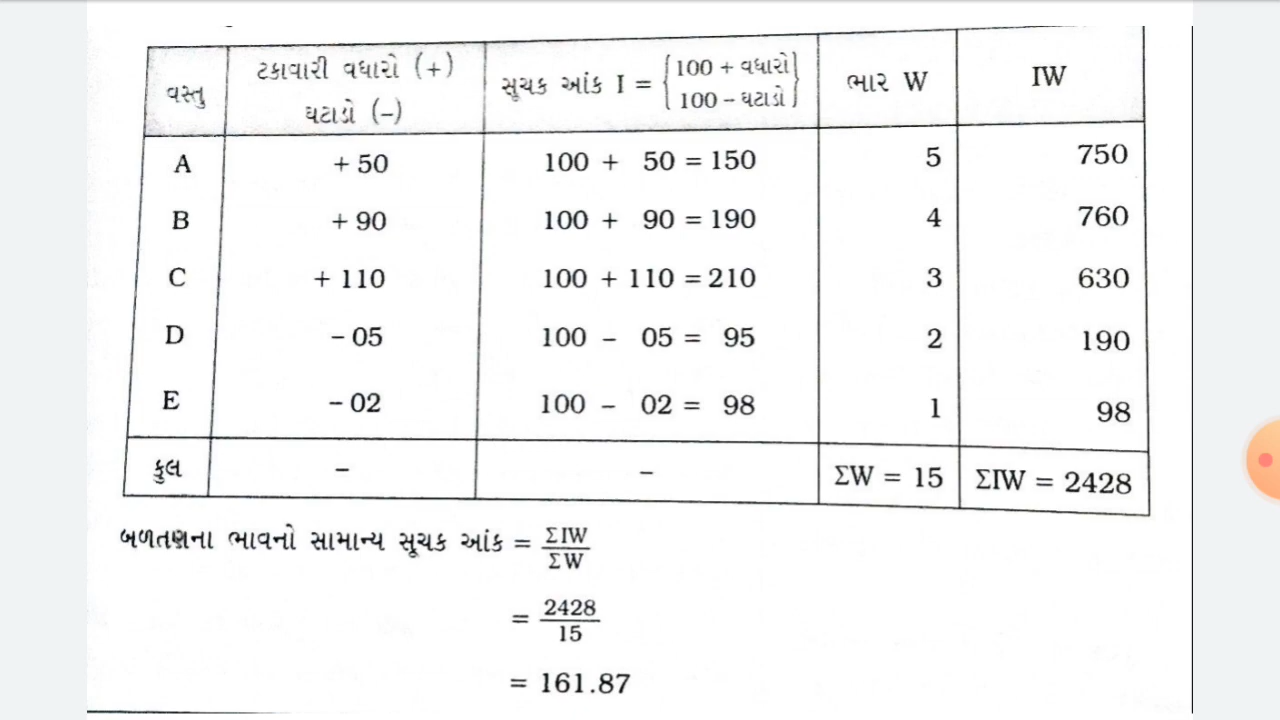 વસ્તુ ટકાવારી વધારો (+) ઘટાડો (–) સૂચક આંક I = {100 + વધારો 100 – ઘટાડો} ભાર W IW
A + 50 100 + 50 = 150 5 750
B + 90 100 + 90 = 190 4 760
C + 110 100 + 110 = 210 3 630
D – 05 100 – 05 = 95 2 190
E – 02 100 – 02 = 98 1 98
કુલ – – ΣW = 15 ΣIW = 2428
બળતણના ભાવનો સામાન્ય સૂચક આંક = ΣIW / ΣW
= 2428 / 15
= 161.87